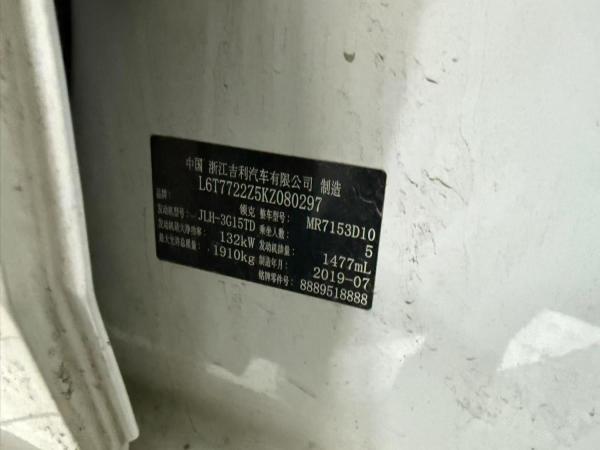 中国 浙江吉利汽车有限公司 制造
L6T7722Z5KZ080297
品牌: 领克 整车型号: MR7153D10
发动机型号: JLH-3G15TD 乘坐人数: 5
发动机最大净功率: 132kW 发动机排量: 1477mL
最大允许总质量: 1910kg 制造年月: 2019-07
铭牌零件号: 8889518888